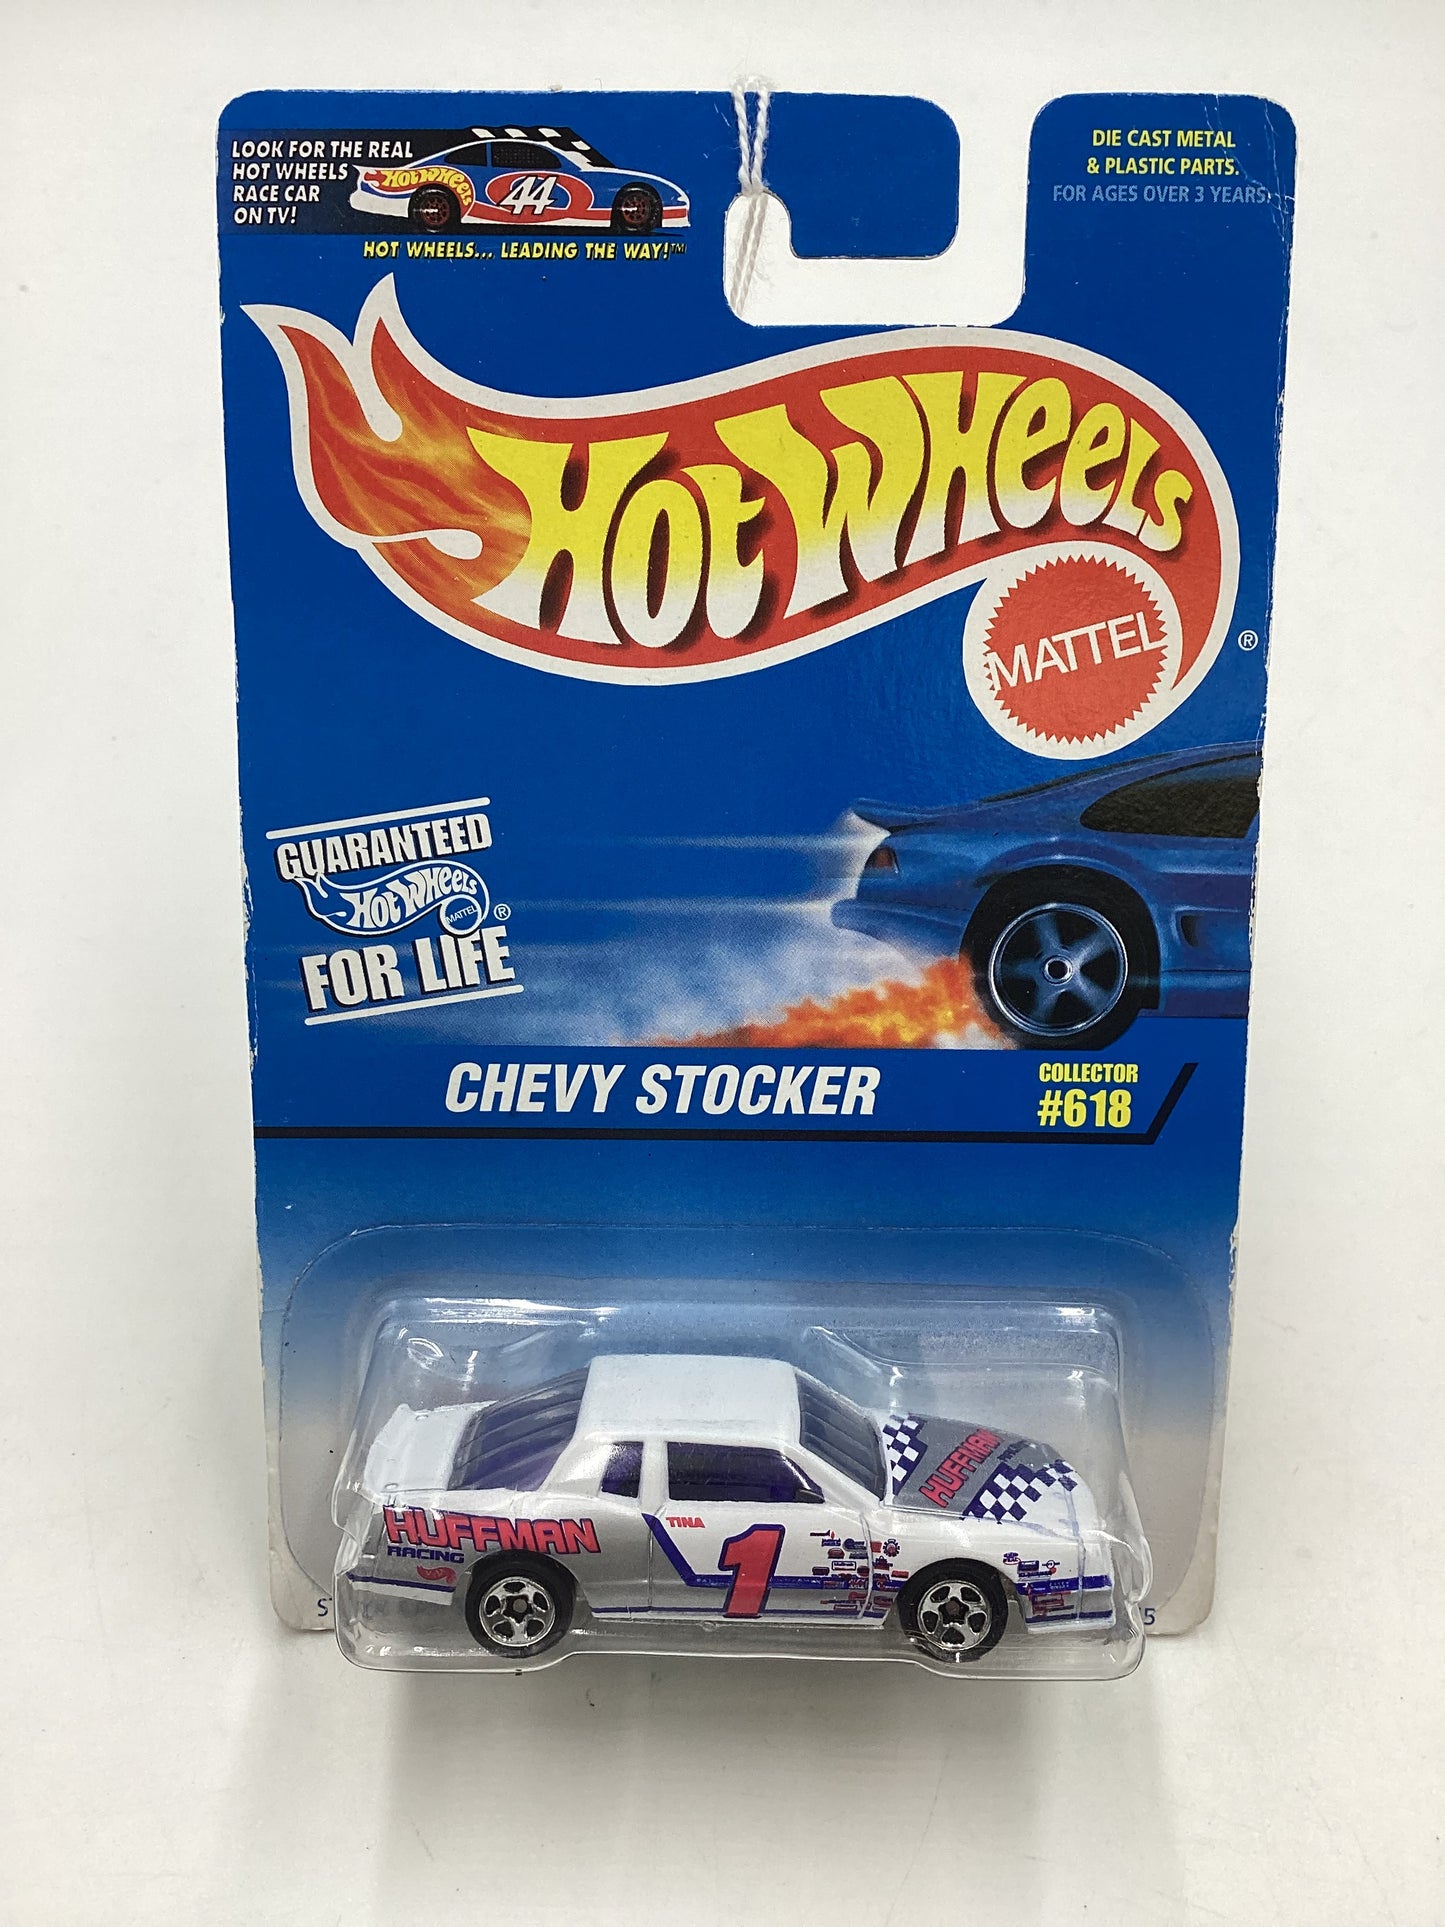 LOOK FOR THE REAL
HOT WHEELS
RACE CAR
ON TV!
Hot Wheels
44
HOT WHEELS... LEADING THE WAY!™
DIE CAST METAL
& PLASTIC PARTS.
FOR AGES OVER 3 YEARS.
Hot Wheels
MATTEL
®
GUARANTEED
Hot Wheels
MATTEL
®
FOR LIFE
CHEVY STOCKER
COLLECTOR
#618
HUFFMAN
HUFFMAN
RACING
TINA
1
5